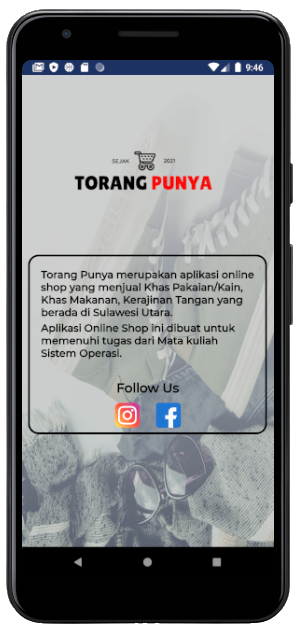 9:46
SEJAK 2021
TORANG PUNYA
Torang Punya merupakan aplikasi online
shop yang menjual Khas Pakaian/Kain,
Khas Makanan, Kerajinan Tangan yang
berada di Sulawesi Utara.
Aplikasi Online Shop ini dibuat untuk
memenuhi tugas dari Mata kuliah
Sistem Operasi.
Follow Us